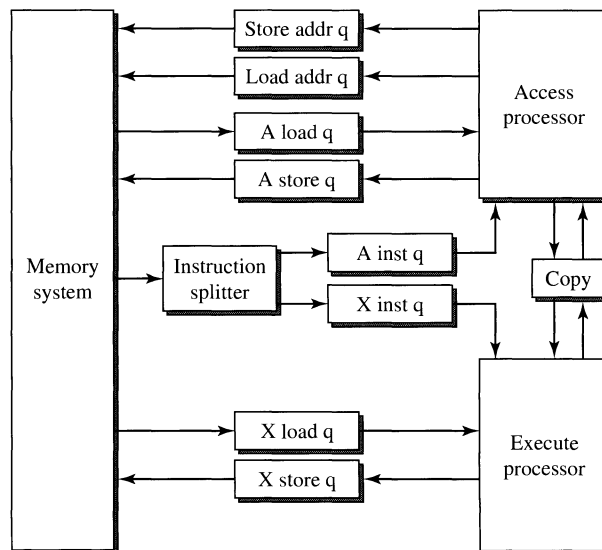 Store addr q
Load addr q
A load q
A store q
Access
processor
Memory
system
Instruction
splitter
A inst q
X inst q
Copy
X load q
X store q
Execute
processor